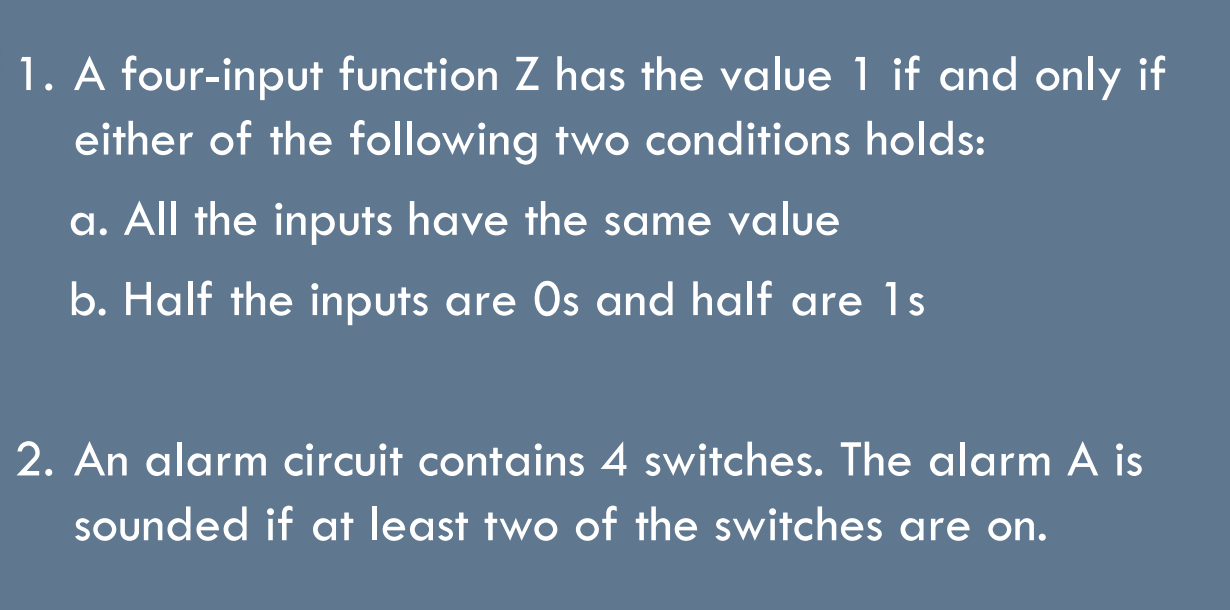 1. A four-input function Z has the value 1 if and only if
either of the following two conditions holds:
a. All the inputs have the same value
b. Half the inputs are 0s and half are 1s
2. An alarm circuit contains 4 switches. The alarm A is
sounded if at least two of the switches are on.